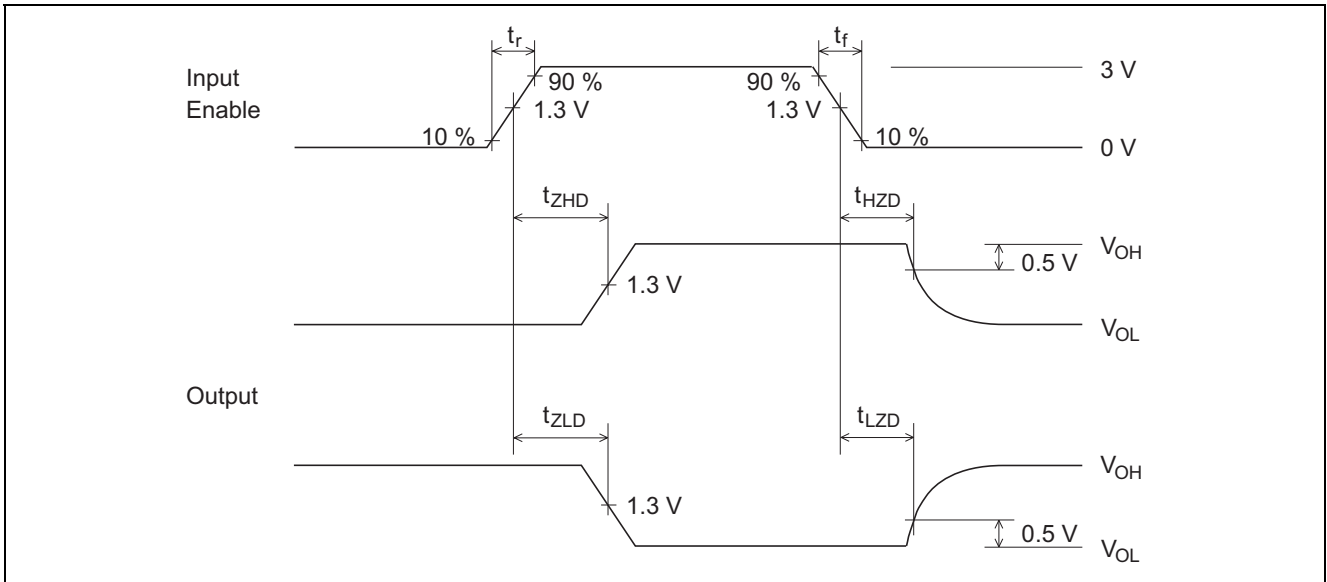 tr tf
Input 90 % 90 % 3 V
Enable 1.3 V 1.3 V
10 % 10 % 0 V
tZHD tHZD
VOH
0.5 V
1.3 V
VOL
Output
tZLD tLZD
VOH
1.3 V
0.5 V
VOL